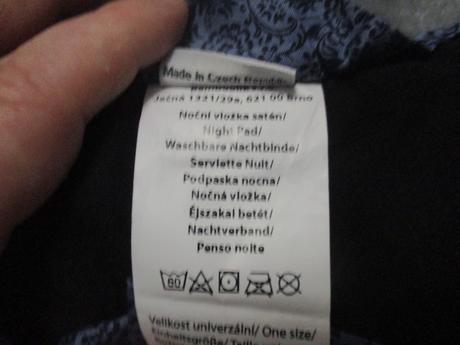 Made in Czech Republic
Ječná 1321/29a, 621 00 Brno
Noční vložka satén/
Night Pad/
Waschbare Nachtbinde/
Serviette Nuit/
Podpaska nocna/
Nočná vložka/
Éjszakai betét/
Nachtverband/
Penso noite
60
Velikost univerzální/ One size/
Einheitsgröße/